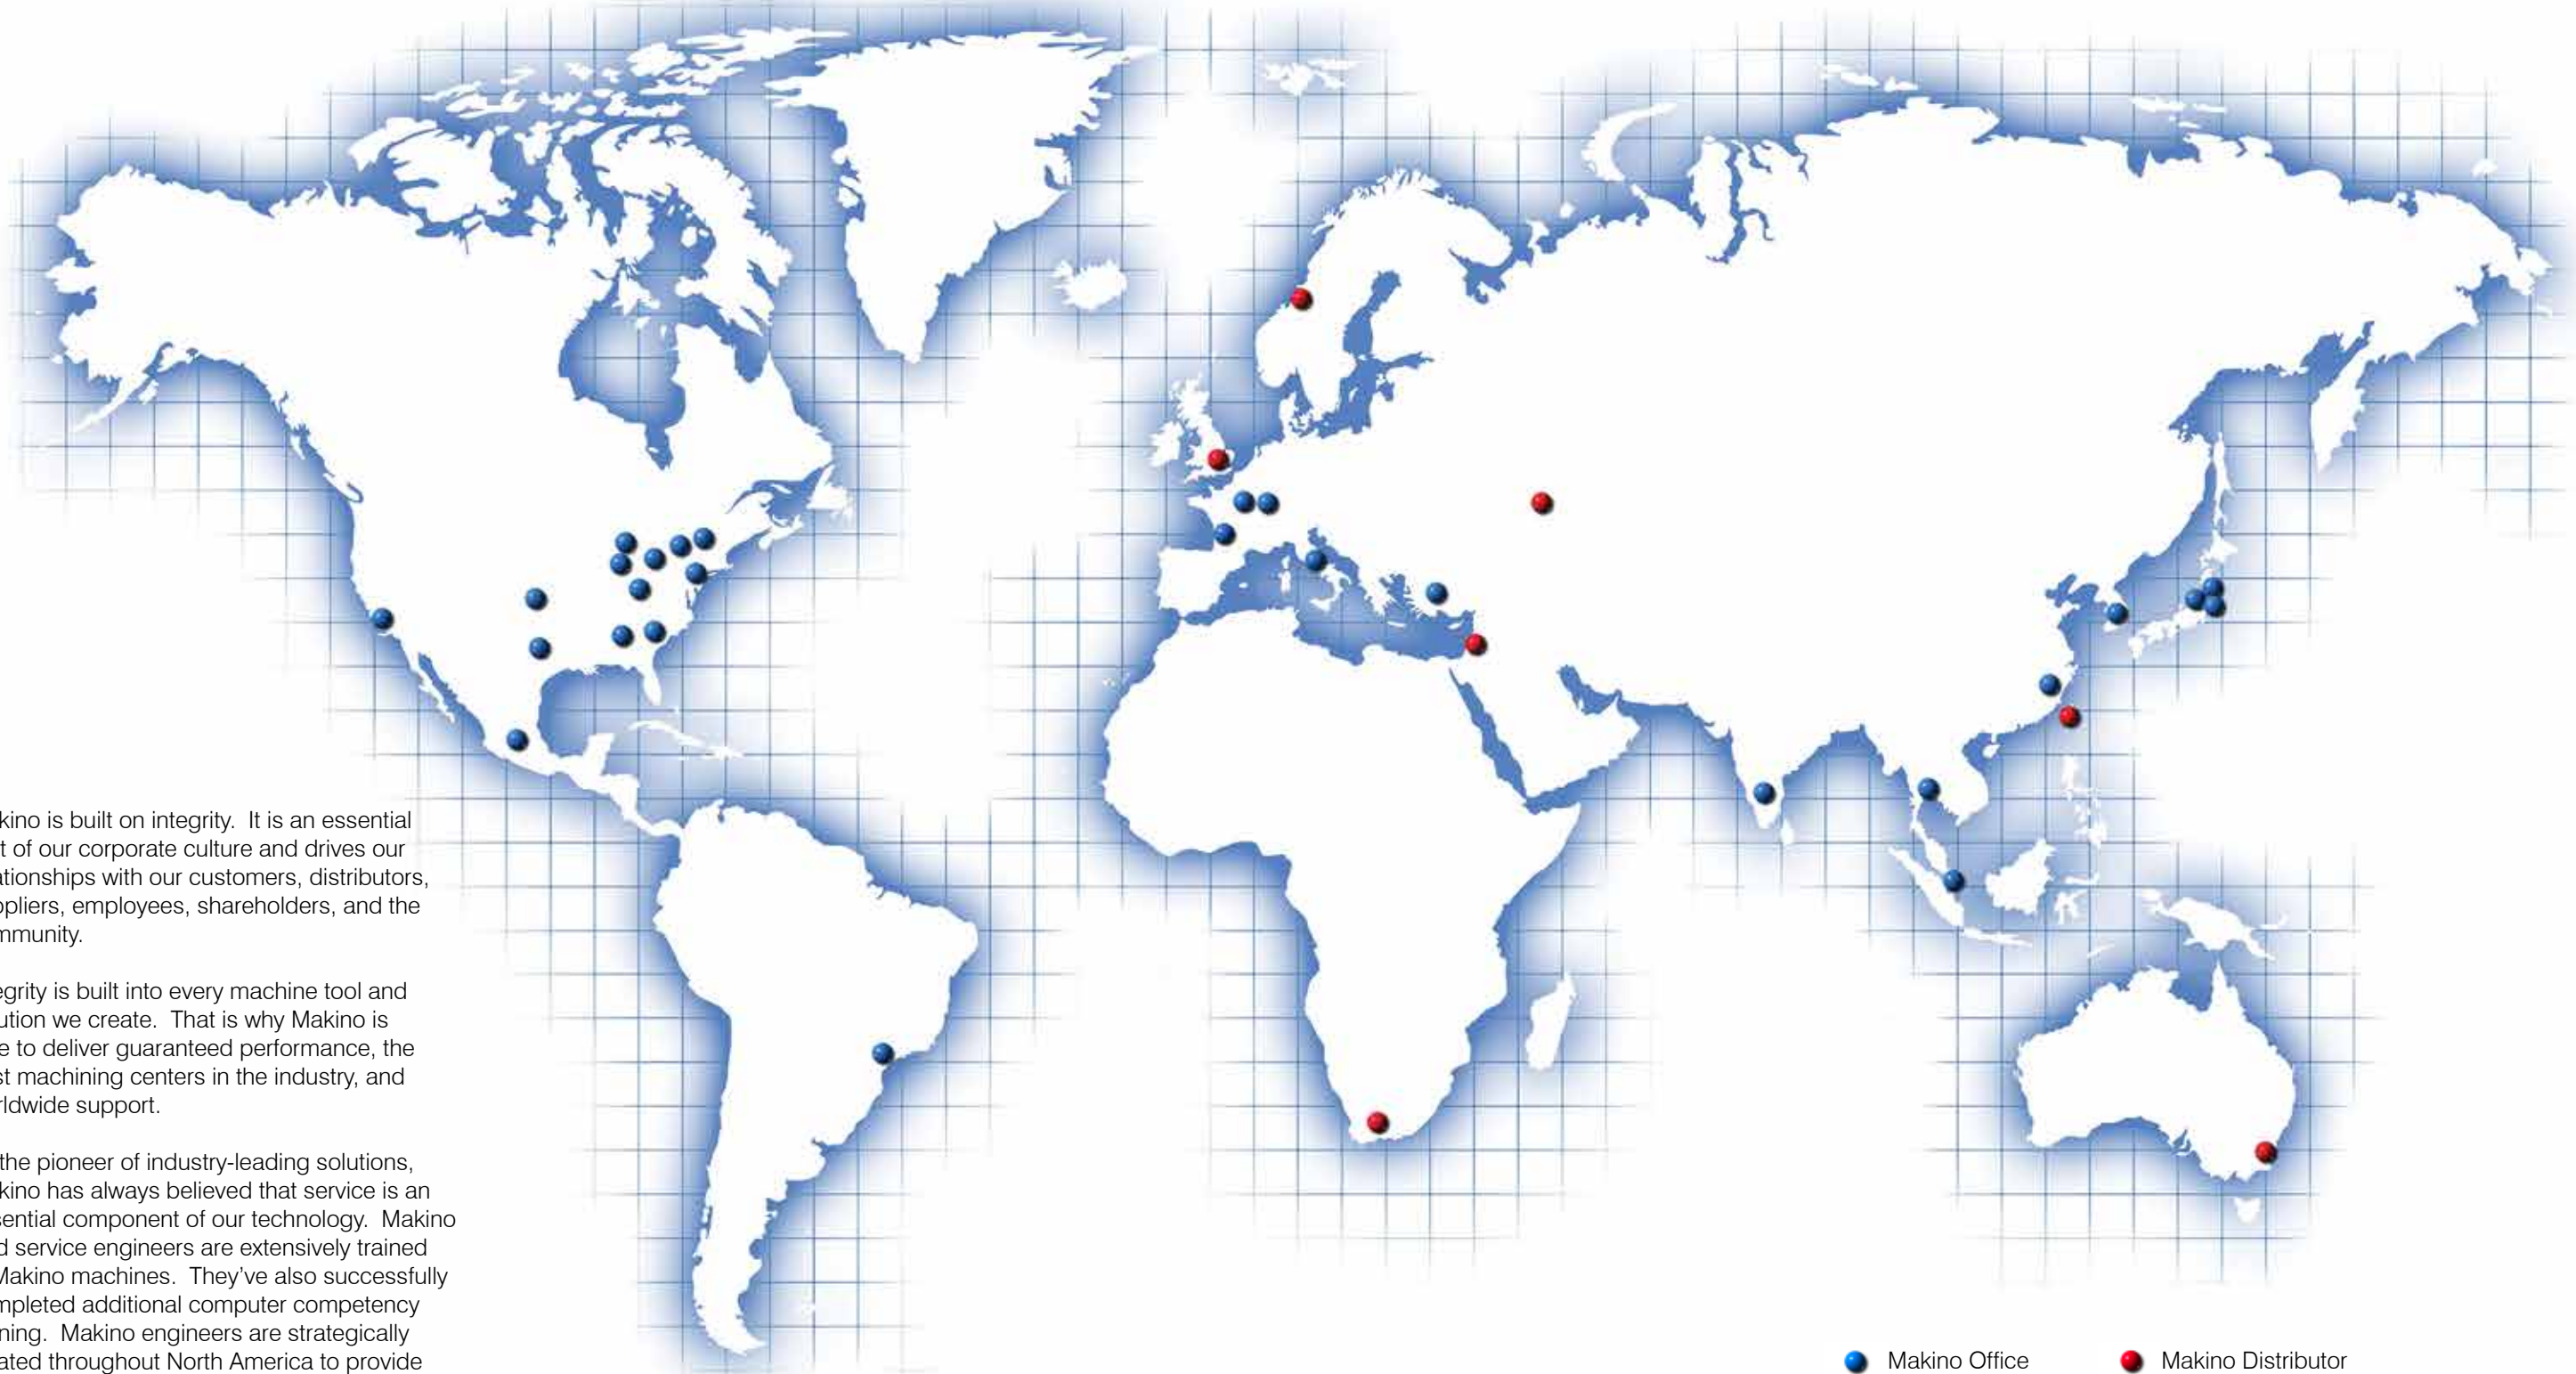 kino is built on integrity. It is an essential
t of our corporate culture and drives our
ationships with our customers, distributors,
ppliers, employees, shareholders, and the
mmunity.
egrity is built into every machine tool and
ution we create. That is why Makino is
e to deliver guaranteed performance, the
st machining centers in the industry, and
rldwide support.
the pioneer of industry-leading solutions,
kino has always believed that service is an
sential component of our technology. Makino
d service engineers are extensively trained
Makino machines. They've also successfully
mpleted additional computer competency
ning. Makino engineers are strategically
ated throughout North America to provide
Makino Office
Makino Distributor